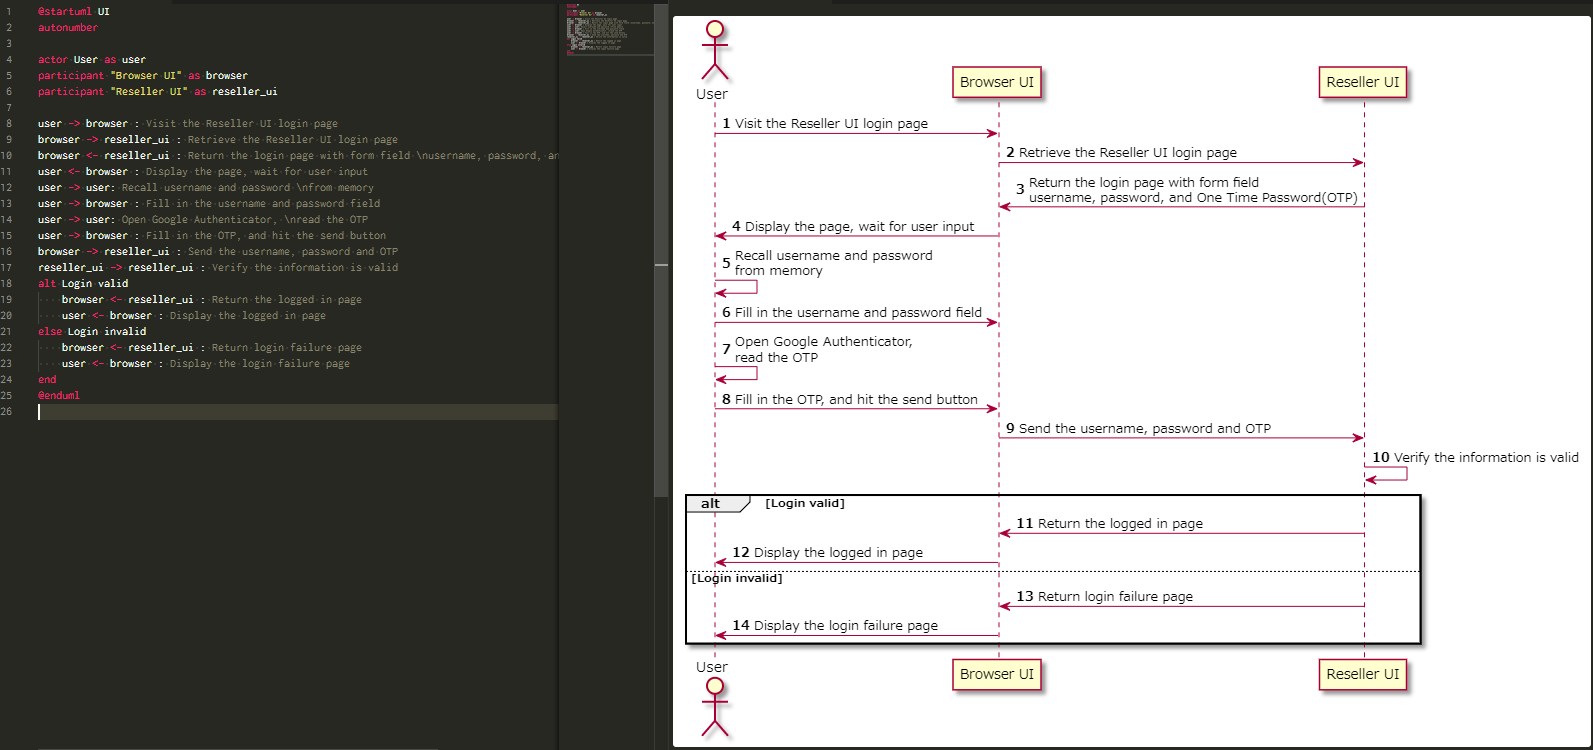 1 @startuml UI
2 autonumber
3
4 actor User as user
5 participant "Browser UI" as browser
6 participant "Reseller UI" as reseller_ui
7
8 user -> browser : Visit the Reseller UI login page
9 browser -> reseller_ui : Retrieve the Reseller UI login page
10 browser <- reseller_ui : Return the login page with form field \nusername, password, an
11 user <- browser : Display the page, wait for user input
12 user -> user: Recall username and password \nfrom memory
13 user -> browser : Fill in the username and password field
14 user -> user: Open Google Authenticator, \nread the OTP
15 user -> browser : Fill in the OTP, and hit the send button
16 browser -> reseller_ui : Send the username, password and OTP
17 reseller_ui -> reseller_ui : Verify the information is valid
18 alt Login valid
19 browser <- reseller_ui : Return the logged in page
20 user <- browser : Display the logged in page
21 else Login invalid
22 browser <- reseller_ui : Return login failure page
23 user <- browser : Display the login failure page
24 end
25 @enduml
26
User
Browser UI
Reseller UI
1 Visit the Reseller UI login page
2 Retrieve the Reseller UI login page
3 Return the login page with form field
username, password, and One Time Password(OTP)
4 Display the page, wait for user input
5 Recall username and password
from memory
6 Fill in the username and password field
7 Open Google Authenticator,
read the OTP
8 Fill in the OTP, and hit the send button
9 Send the username, password and OTP
10 Verify the information is valid
alt [Login valid]
11 Return the logged in page
12 Display the logged in page
[Login invalid]
13 Return login failure page
14 Display the login failure page
User
Browser UI
Reseller UI